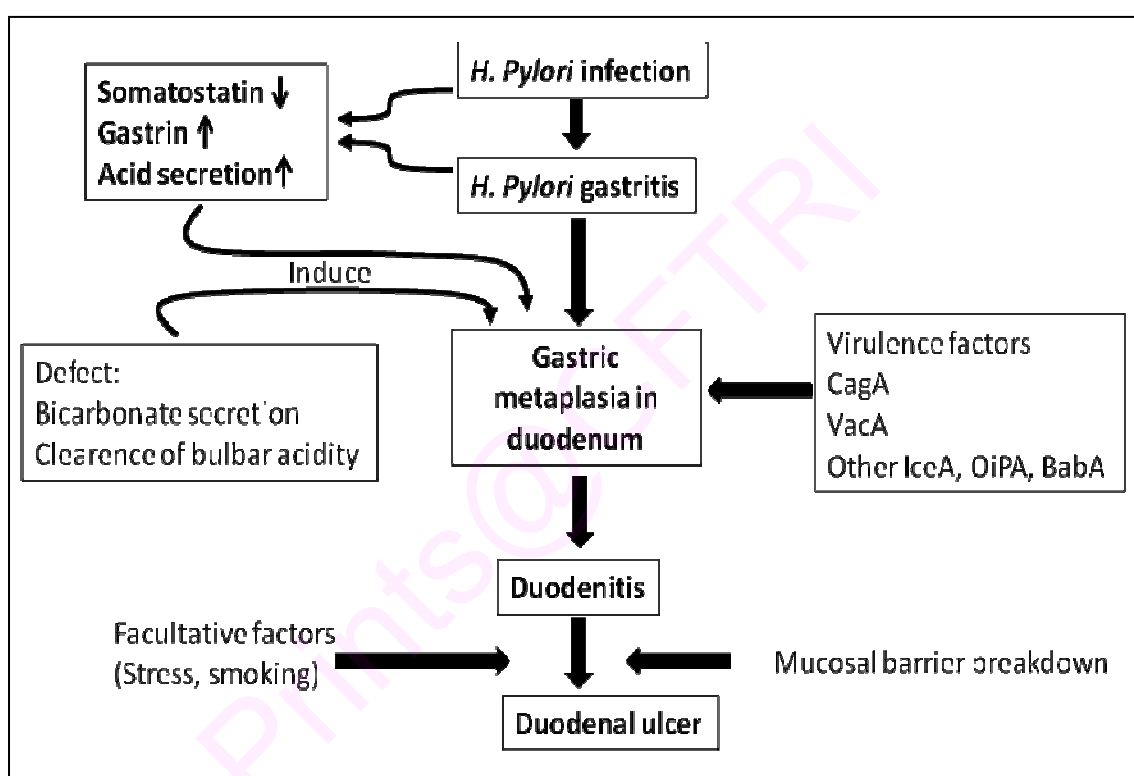 H. Pylori infection
Somatostatin ↓
Gastrin ↑
Acid secretion↑
H. Pylori gastritis
Induce
Gastric
metaplasia in
duodenum
Defect:
Bicarbonate secretion
Clearence of bulbar acidity
Virulence factors
CagA
VacA
Other IceA, OiPA, BabA
Duodenitis
Facultative factors
(Stress, smoking)
Mucosal barrier breakdown
Duodenal ulcer
Prints@CFTRI